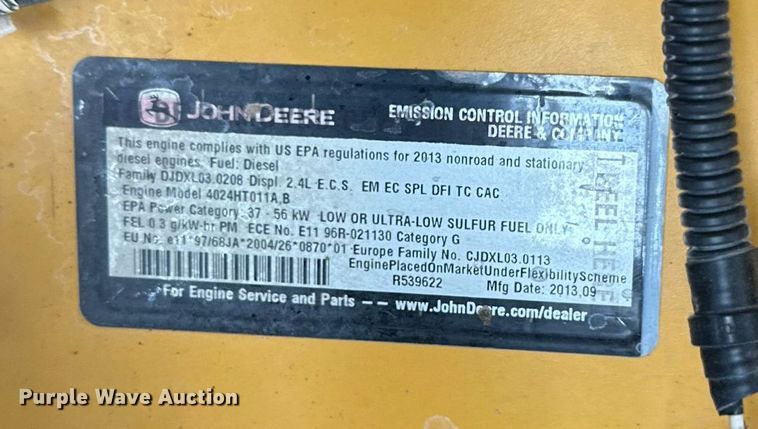 JOHN DEERE
EMISSION CONTROL INFORMATION
DEERE & COMPANY
This engine complies with US EPA regulations for 2013 nonroad and stationary
diesel engines. Fuel: Diesel
Family DJDXL03.0208 Displ. 2.4L E.C.S. EM EC SPL DFI TC CAC
Engine Model 4024HT011A,B
EPA Power Category: 37 - 56 kW LOW OR ULTRA-LOW SULFUR FUEL ONLY
FEL 0.3 g/kW-hr PM ECE No. E11 96R-021130 Category G
EU No. e11*97/68JA*2004/26*0870*01 Europe Family No. CJDXL03.0113
EnginePlacedOnMarketUnderFlexibilityScheme
R539622 Mfg Date: 2013,09
For Engine Service and Parts – – www.JohnDeere.com/dealer
Purple Wave Auction